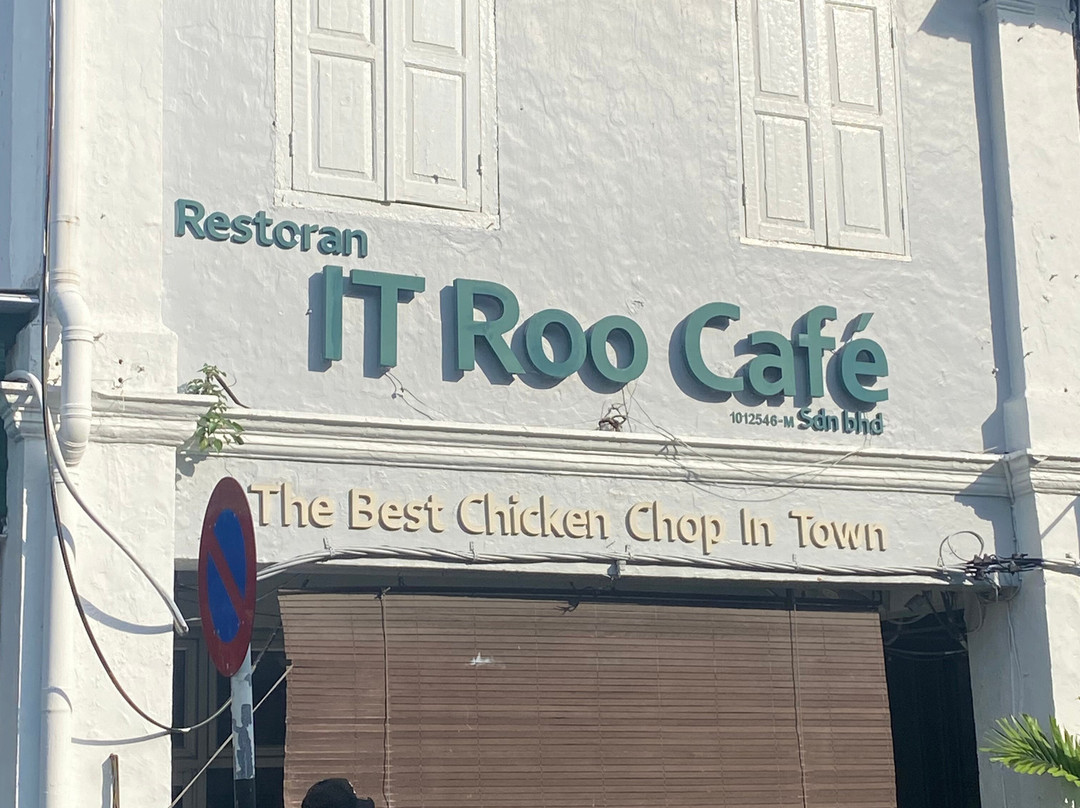 Restoran
IT Roo Café
1012546-M Sdn bhd
The Best Chicken Chop In Town